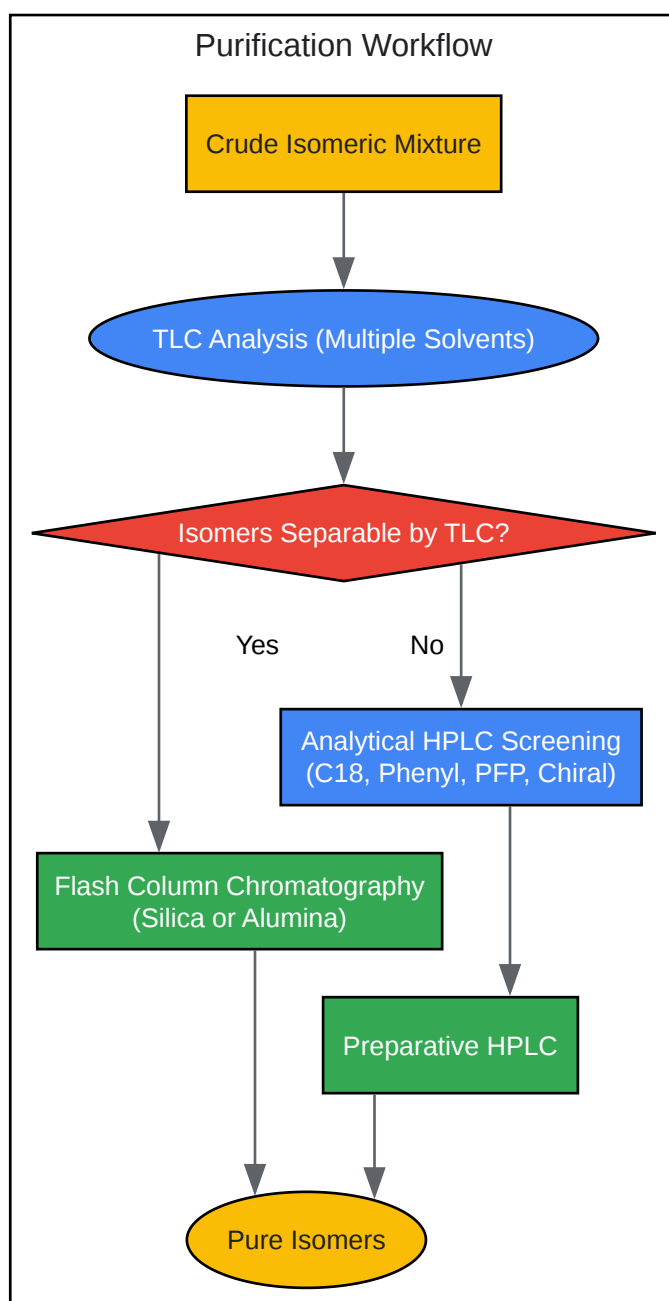 Purification Workflow
Crude Isomeric Mixture
TLC Analysis (Multiple Solvents)
Isomers Separable by TLC?
Yes
No
Analytical HPLC Screening
(C18, Phenyl, PFP, Chiral)
Flash Column Chromatography
(Silica or Alumina)
Preparative HPLC
Pure Isomers